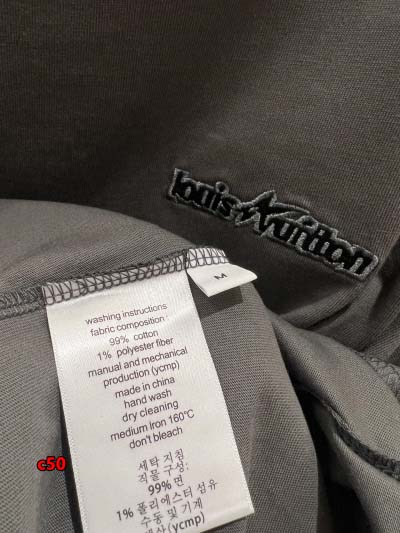 louis Vuitton
M
washing instructions
fabric composition :
99% cotton
1% polyester fiber
manual and mechanical
production (ycmp)
made in china
hand wash
dry cleaning
medium iron 160°C
don't bleach
세탁 지침
직물 구성:
99% 면
1% 폴리에스터 섬유
수동 및 기계
생산 (ycmp)
c50